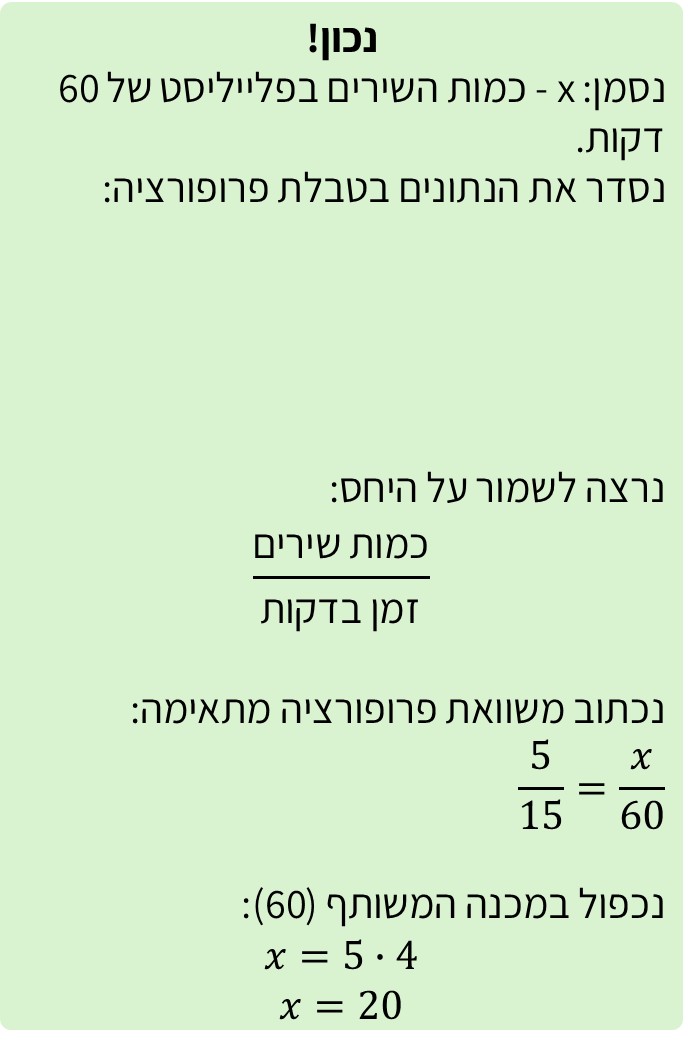 נכון!
נסמן: x - כמות השירים בפלייליסט של 60
דקות.
נסדר את הנתונים בטבלת פרופורציה:
נרצה לשמור על היחס:
כמות שירים
זמן בדקות
נכתוב משוואת פרופורציה מתאימה:
5/15 = x/60
נכפול במכנה המשותף (60):
x = 5 · 4
x = 20